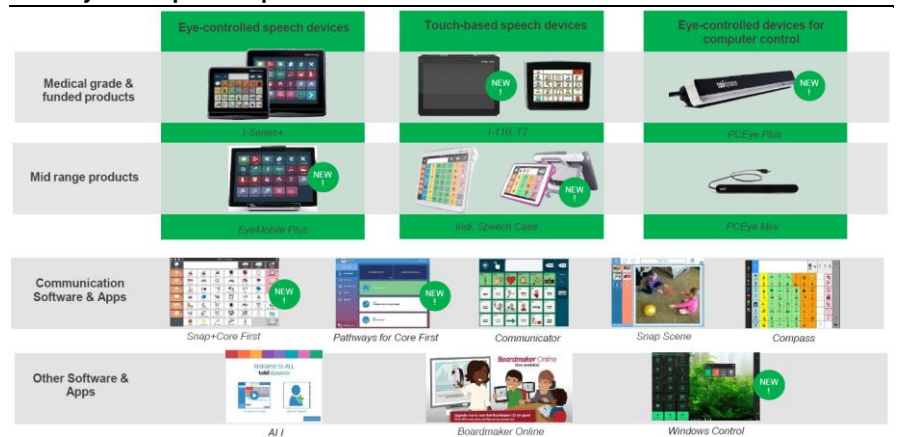 Eye-controlled speech devices
Touch-based speech devices
Eye-controlled devices for
computer control
Medical grade &
funded products
NEW
!
NEW
!
I-Series+
I-110, T7
PCEye Plus
Mid range products
NEW
!
NEW
!
EyeMobile Plus
Indi, Speech Case
PCEye Mini
Communication
Software & Apps
NEW
!
NEW
!
Snap+Core First
Pathways for Core First
Communicator
Snap Scene
Compass
Other Software &
Apps
Welcome to ALL
tobii dynavox
Boardmaker Online
NEW
!
Boardmaker Online
Windows Control